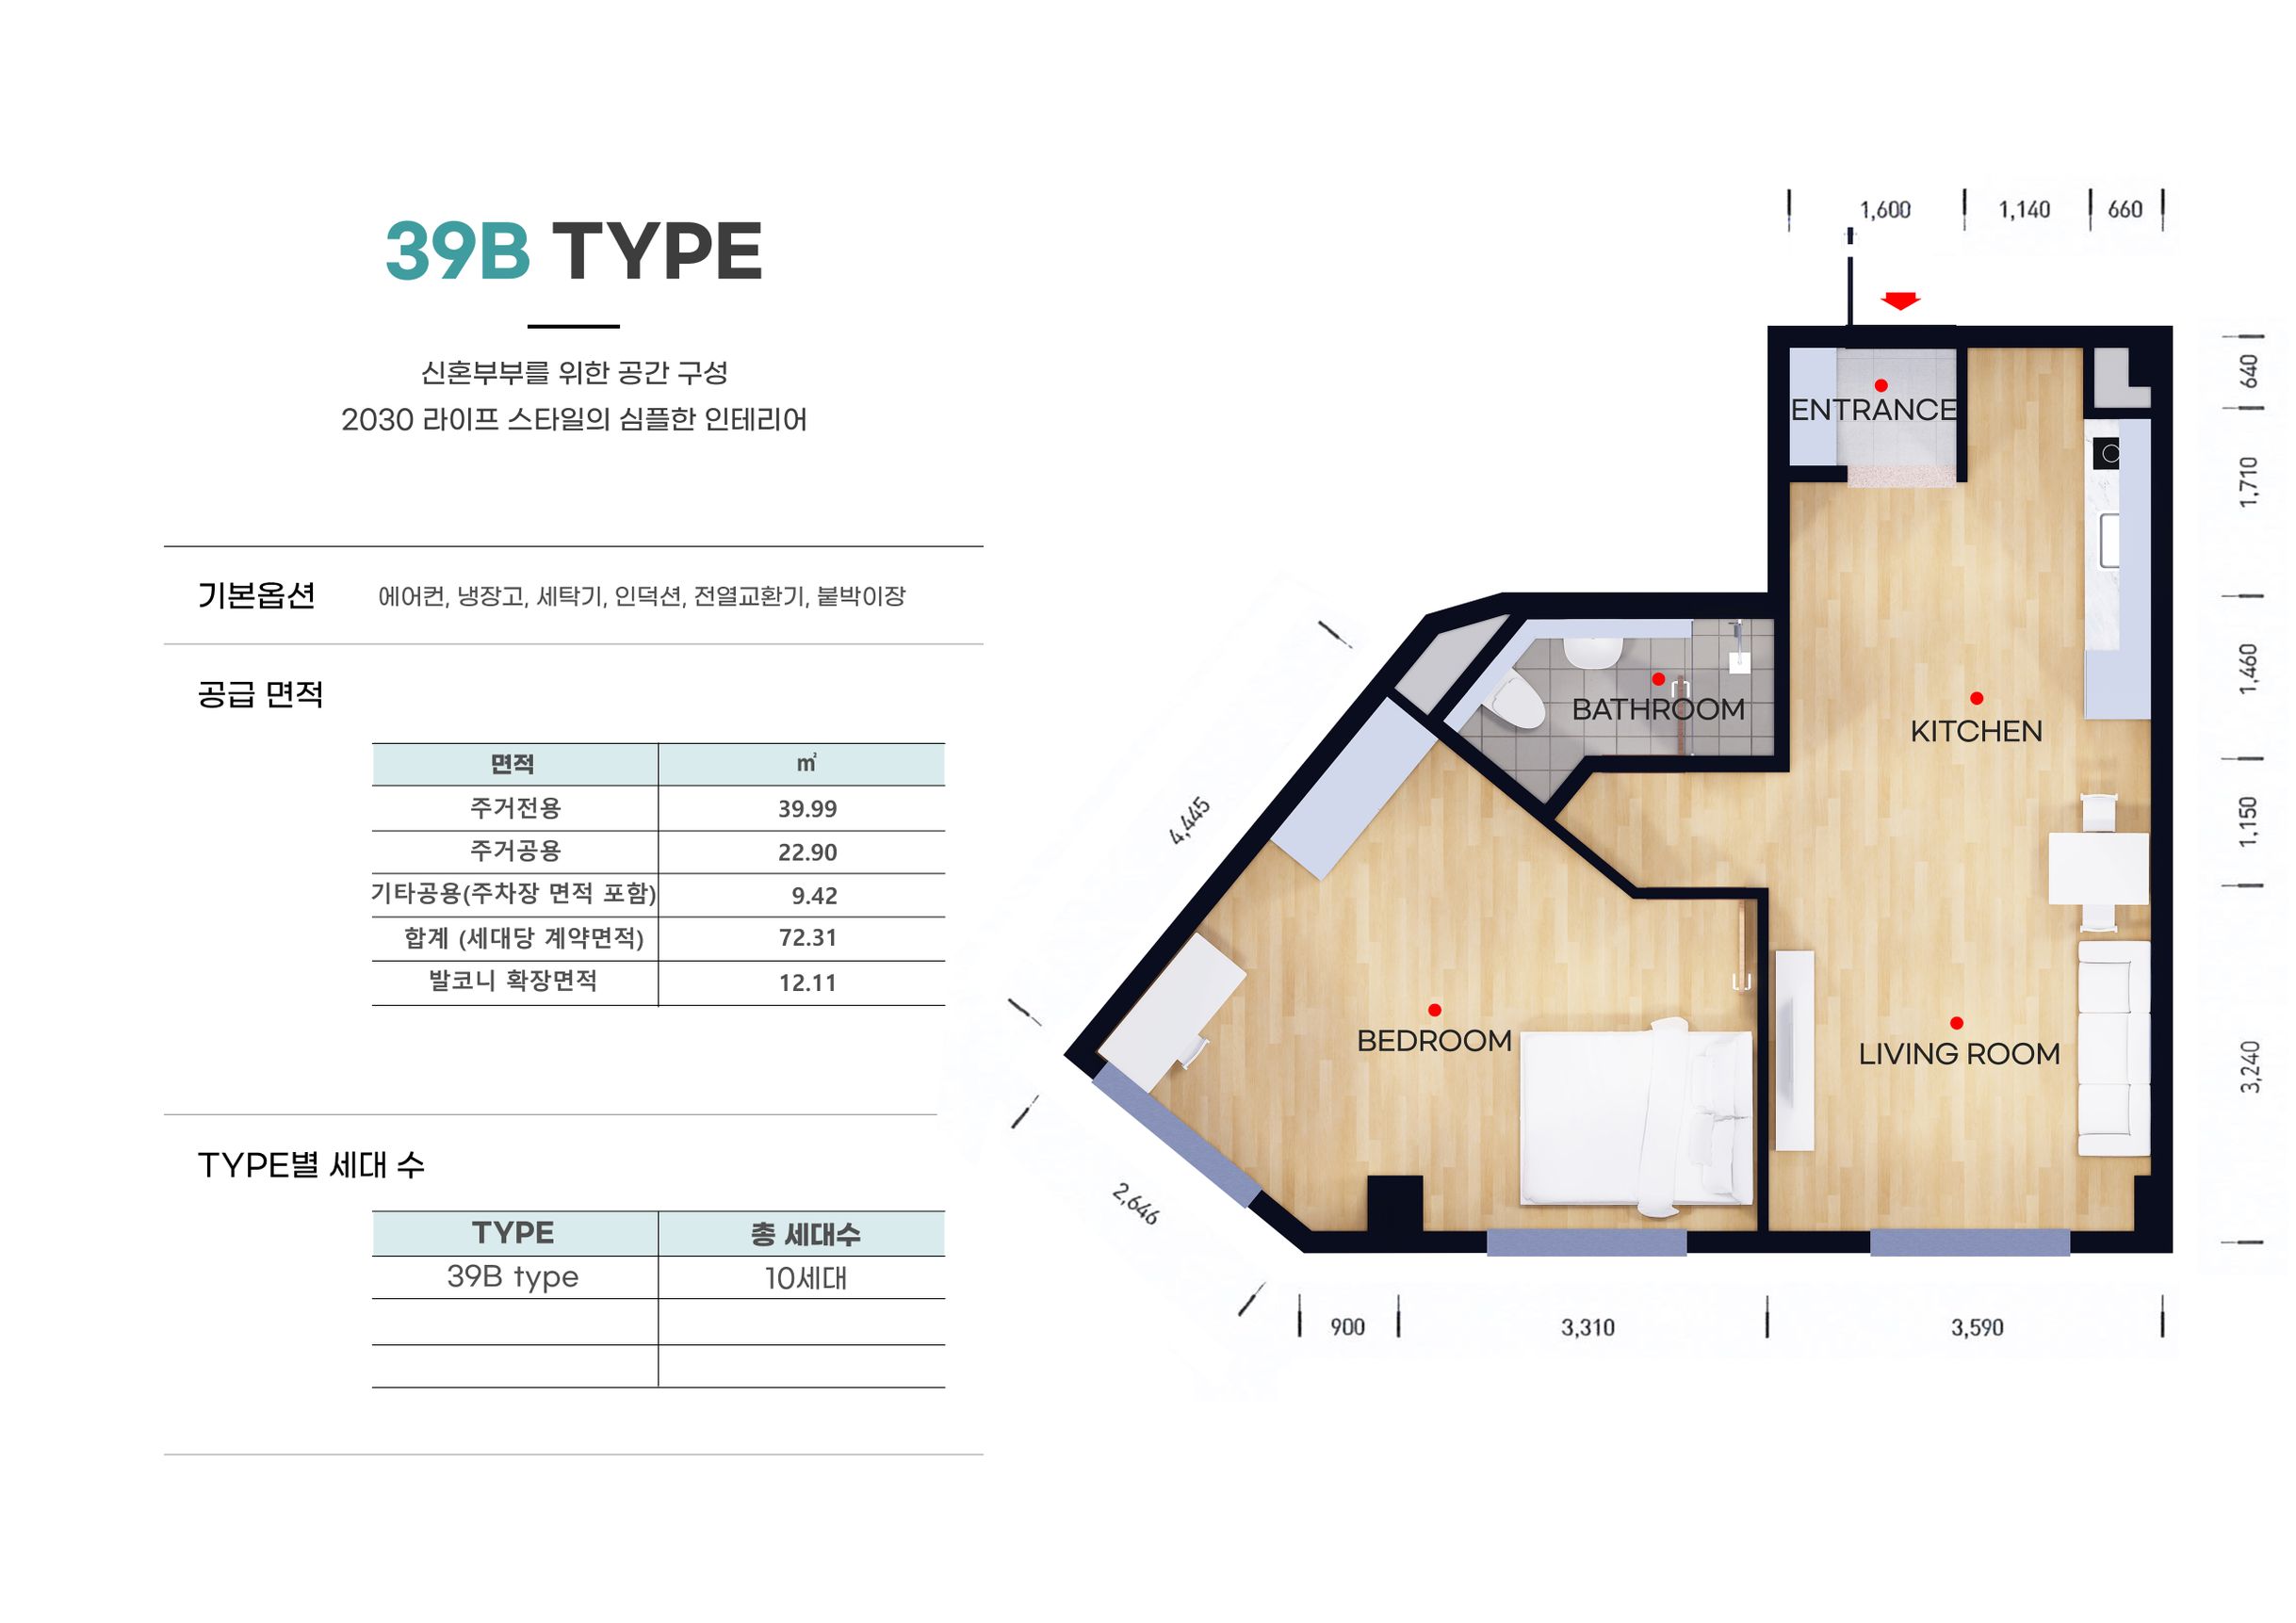 39B TYPE
신혼부부를 위한 공간 구성
2030 라이프 스타일의 심플한 인테리어
기본옵션 에어컨, 냉장고, 세탁기, 인덕션, 전열교환기, 붙박이장
공급 면적
면적 ㎡
주거전용 39.99
주거공용 22.90
기타공용(주차장 면적 포함) 9.42
합계 (세대당 계약면적) 72.31
발코니 확장면적 12.11
TYPE별 세대 수
TYPE 총 세대수
39B type 10세대
1,600 1,140 660
ENTRANCE
BATHROOM
KITCHEN
BEDROOM
LIVING ROOM
640
1,710
1,460
1,150
3,240
4,445
2,646
900 3,310 3,590